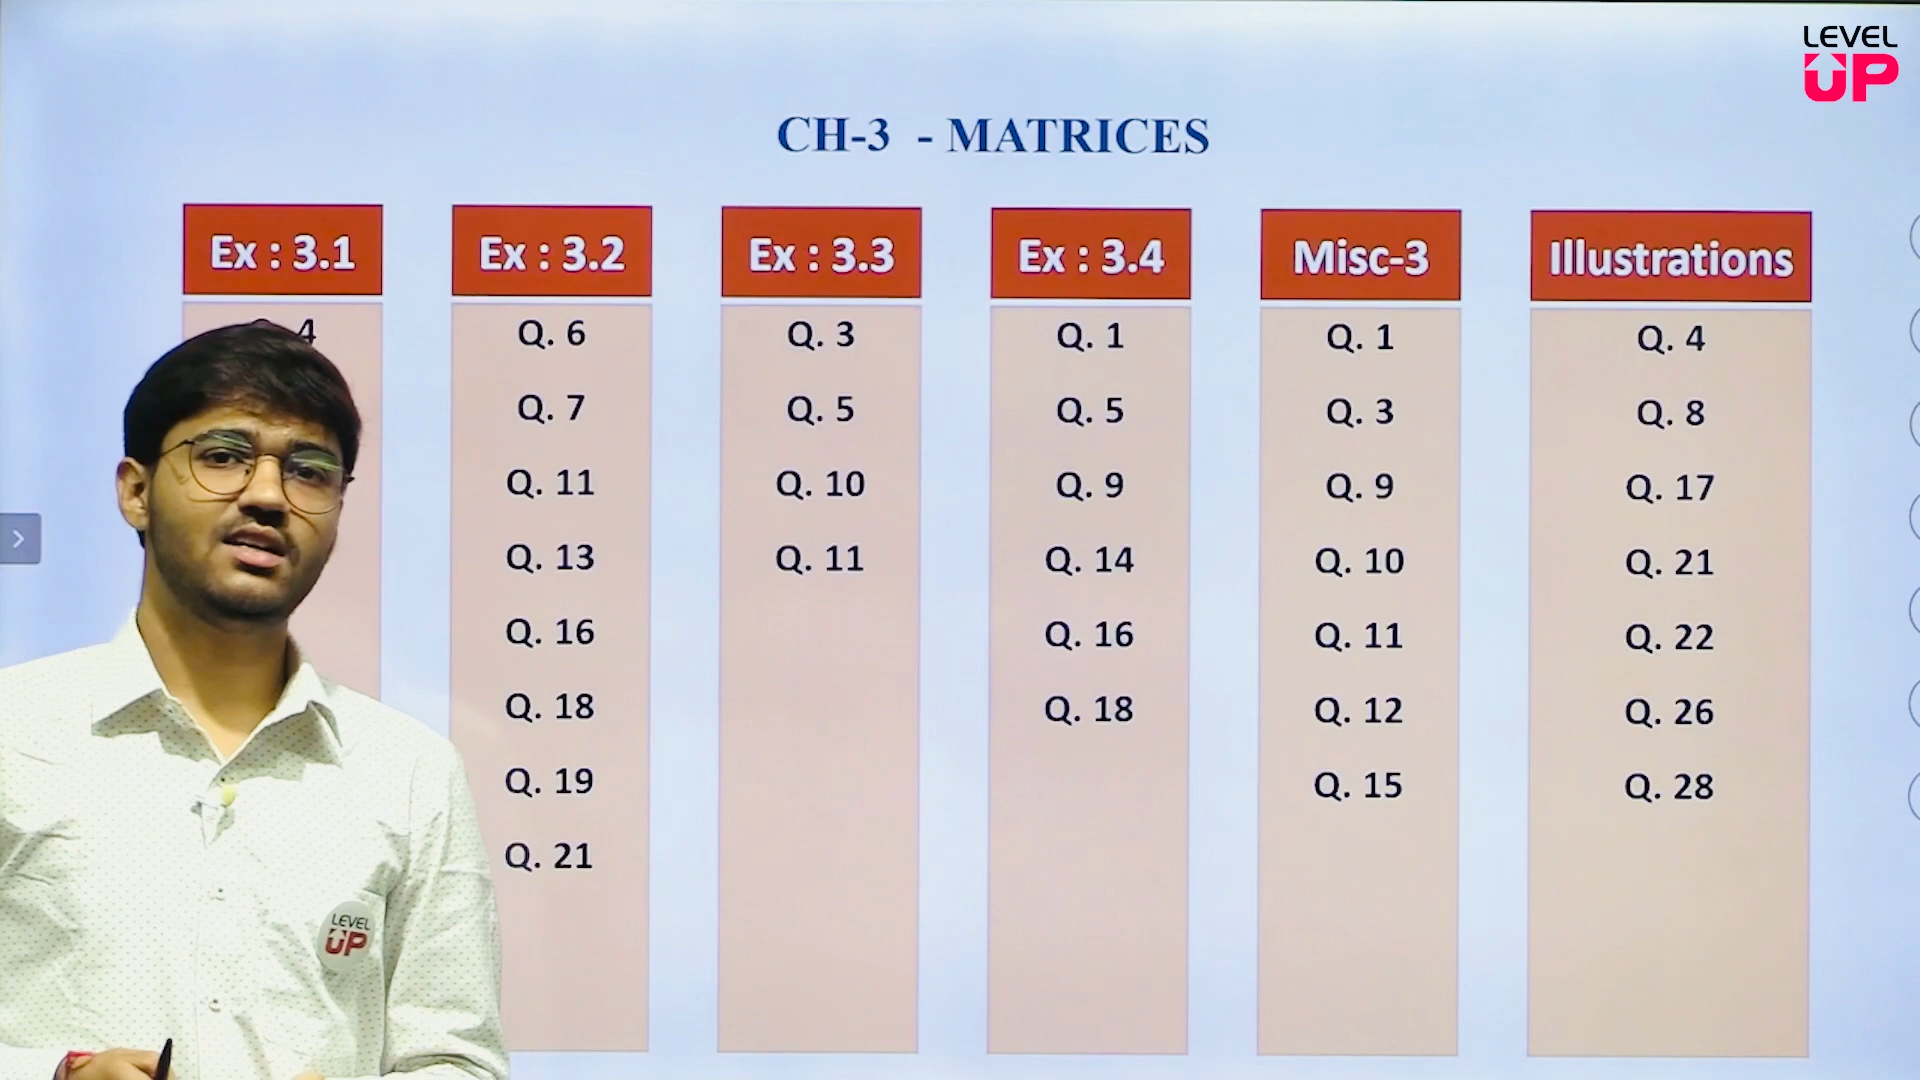 LEVEL
UP
CH-3 - MATRICES
Ex : 3.1
4
Ex : 3.2
Q. 6
Q. 7
Q. 11
Q. 13
Q. 16
Q. 18
Q. 19
Q. 21
Ex : 3.3
Q. 3
Q. 5
Q. 10
Q. 11
Ex : 3.4
Q. 1
Q. 5
Q. 9
Q. 14
Q. 16
Q. 18
Misc-3
Q. 1
Q. 3
Q. 9
Q. 10
Q. 11
Q. 12
Q. 15
Illustrations
Q. 4
Q. 8
Q. 17
Q. 21
Q. 22
Q. 26
Q. 28
LEVEL
UP